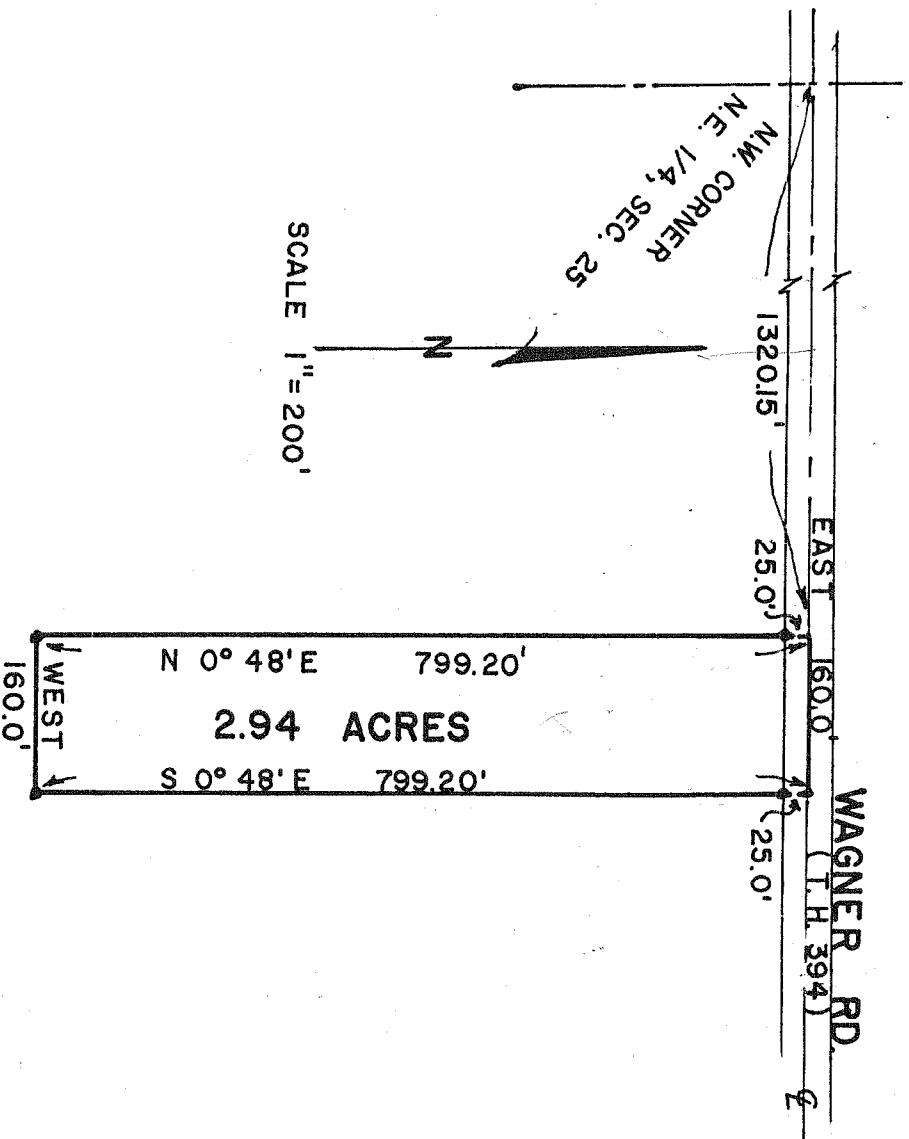 N.W. CORNER
N.E. 1/4, SEC. 25
SCALE 1"= 200'
N
1320.15'
EAST 160.0'
25.0'
WAGNER RD.
(T. H. 394)
℄
25.0'
N 0° 48' E 799.20'
2.94 ACRES
S 0° 48' E 799.20'
WEST
160.0'